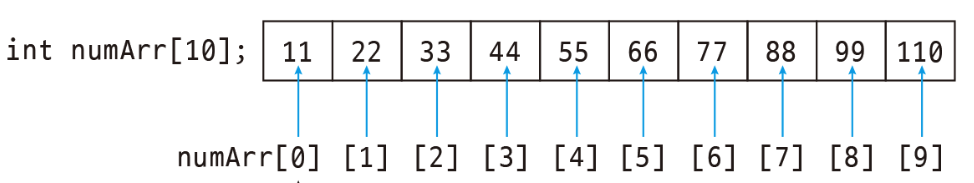 int numArr[10]; 11 22 33 44 55 66 77 88 99 110
numArr[0] [1] [2] [3] [4] [5] [6] [7] [8] [9]